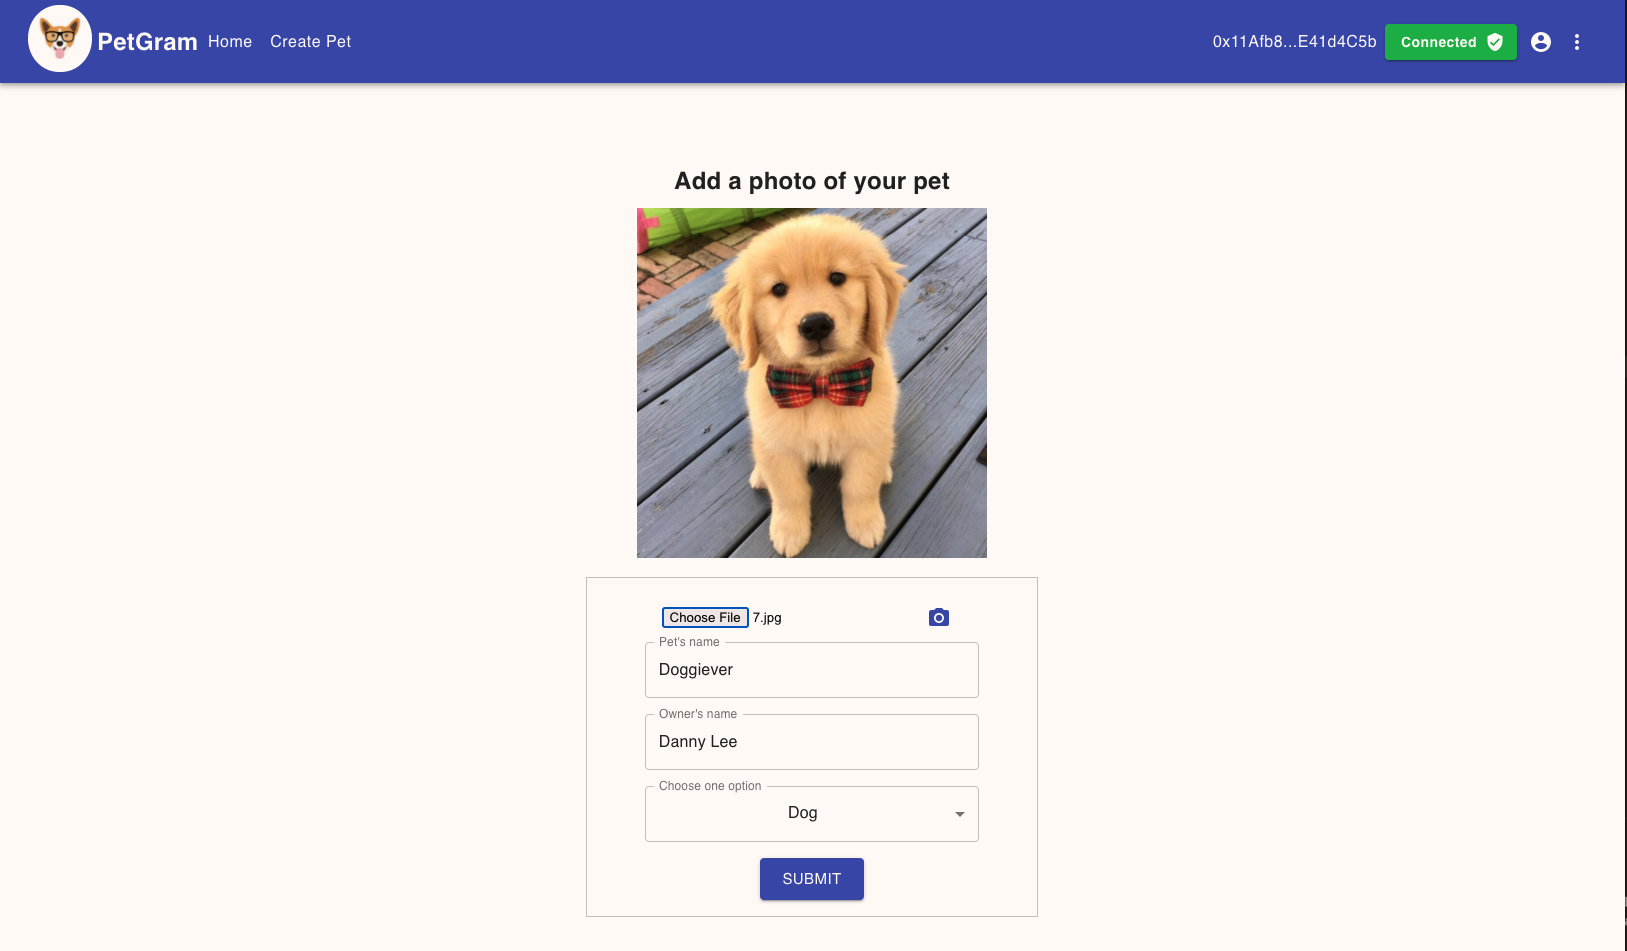 PetGram Home Create Pet 0x11Afb8...E41d4C5b Connected
Add a photo of your pet
Choose File 7.jpg
Pet's name
Doggiever
Owner's name
Danny Lee
Choose one option
Dog
SUBMIT